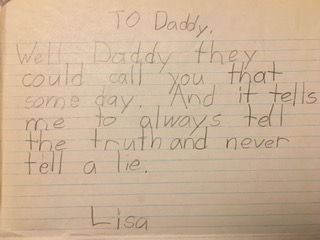 TO Daddy,
Well Daddy they
could call you that
some day. And it tells
me to always tell
the truth and never
tell a lie.
Lisa